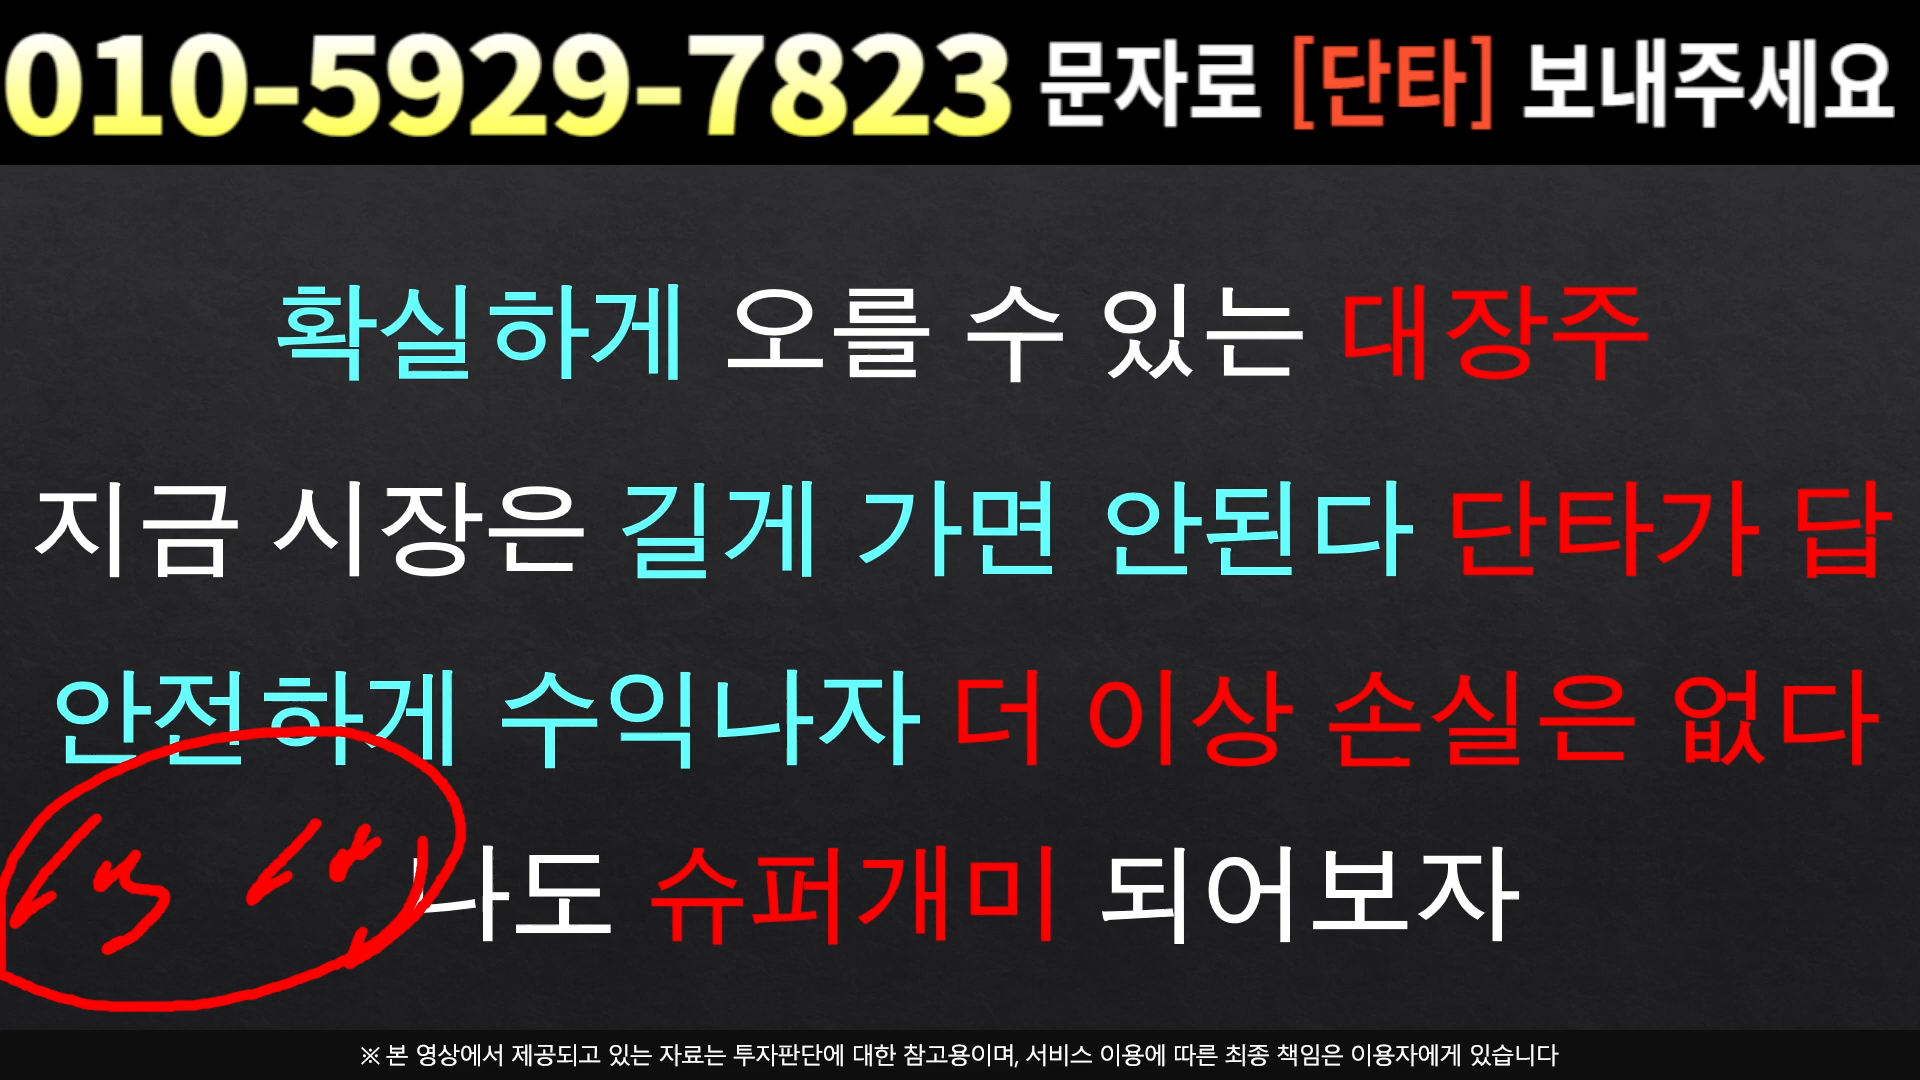 010-5929-7823 문자로 [단타] 보내주세요
확실하게 오를 수 있는 대장주
지금 시장은 길게 가면 안된다 단타가 답
안전하게 수익나자 더 이상 손실은 없다
나도 슈퍼개미 되어보자
※ 본 영상에서 제공되고 있는 자료는 투자판단에 대한 참고용이며, 서비스 이용에 따른 최종 책임은 이용자에게 있습니다